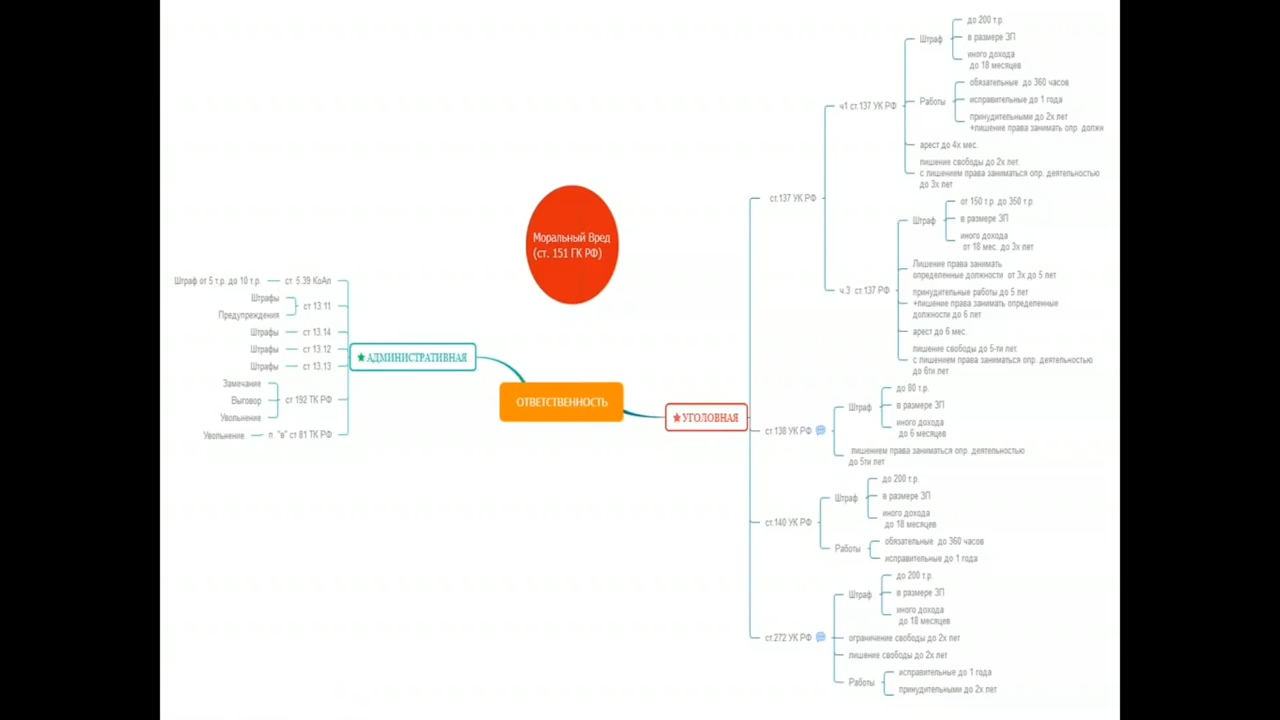 Моральный Вред
(ст. 151 ГК РФ)
ОТВЕТСТВЕННОСТЬ
АДМИНИСТРАТИВНАЯ
ст 5.39 КоАп
Штраф от 5 т.р. до 10 т.р.
ст 13.11
Штрафы
Предупреждения
ст 13.14
Штрафы
ст 13.12
Штрафы
ст 13.13
Штрафы
ст 192 ТК РФ
Замечание
Выговор
Увольнение
п. "в" ст 81 ТК РФ
Увольнение
УГОЛОВНАЯ
ст.137 УК РФ
ч1 ст.137 УК РФ
Штраф
до 200 т.р.
в размере ЗП
иного дохода
до 18 месяцев
Работы
обязательные до 360 часов
исправительные до 1 года
принудительными до 2х лет
+лишение права занимать опр. должн
арест до 4х мес.
лишение свободы до 2х лет.
с лишением права заниматься опр. деятельностью
до 3х лет
ч.3 ст.137 РФ
Штраф
от 150 т.р. до 350 т.р.
в размере ЗП
иного дохода
от 18 мес. до 3х лет
Лишение права занимать
определенные должности от 3х до 5 лет
принудительные работы до 5 лет
+лишение права занимать определенные
должности до 6 лет
арест до 6 мес.
лишение свободы до 5-ти лет.
с лишением права заниматься опр. деятельностью
до 6ти лет
ст.138 УК РФ
Штраф
до 80 т.р.
в размере ЗП
иного дохода
до 6 месяцев
лишением права заниматься опр. деятельностью
до 5ти лет
ст.140 УК РФ
Штраф
до 200 т.р.
в размере ЗП
иного дохода
до 18 месяцев
Работы
обязательные до 360 часов
исправительные до 1 года
ст.272 УК РФ
Штраф
до 200 т.р.
в размере ЗП
иного дохода
до 18 месяцев
ограничение свободы до 2х лет
лишение свободы до 2х лет
Работы
исправительные до 1 года
принудительными до 2х лет